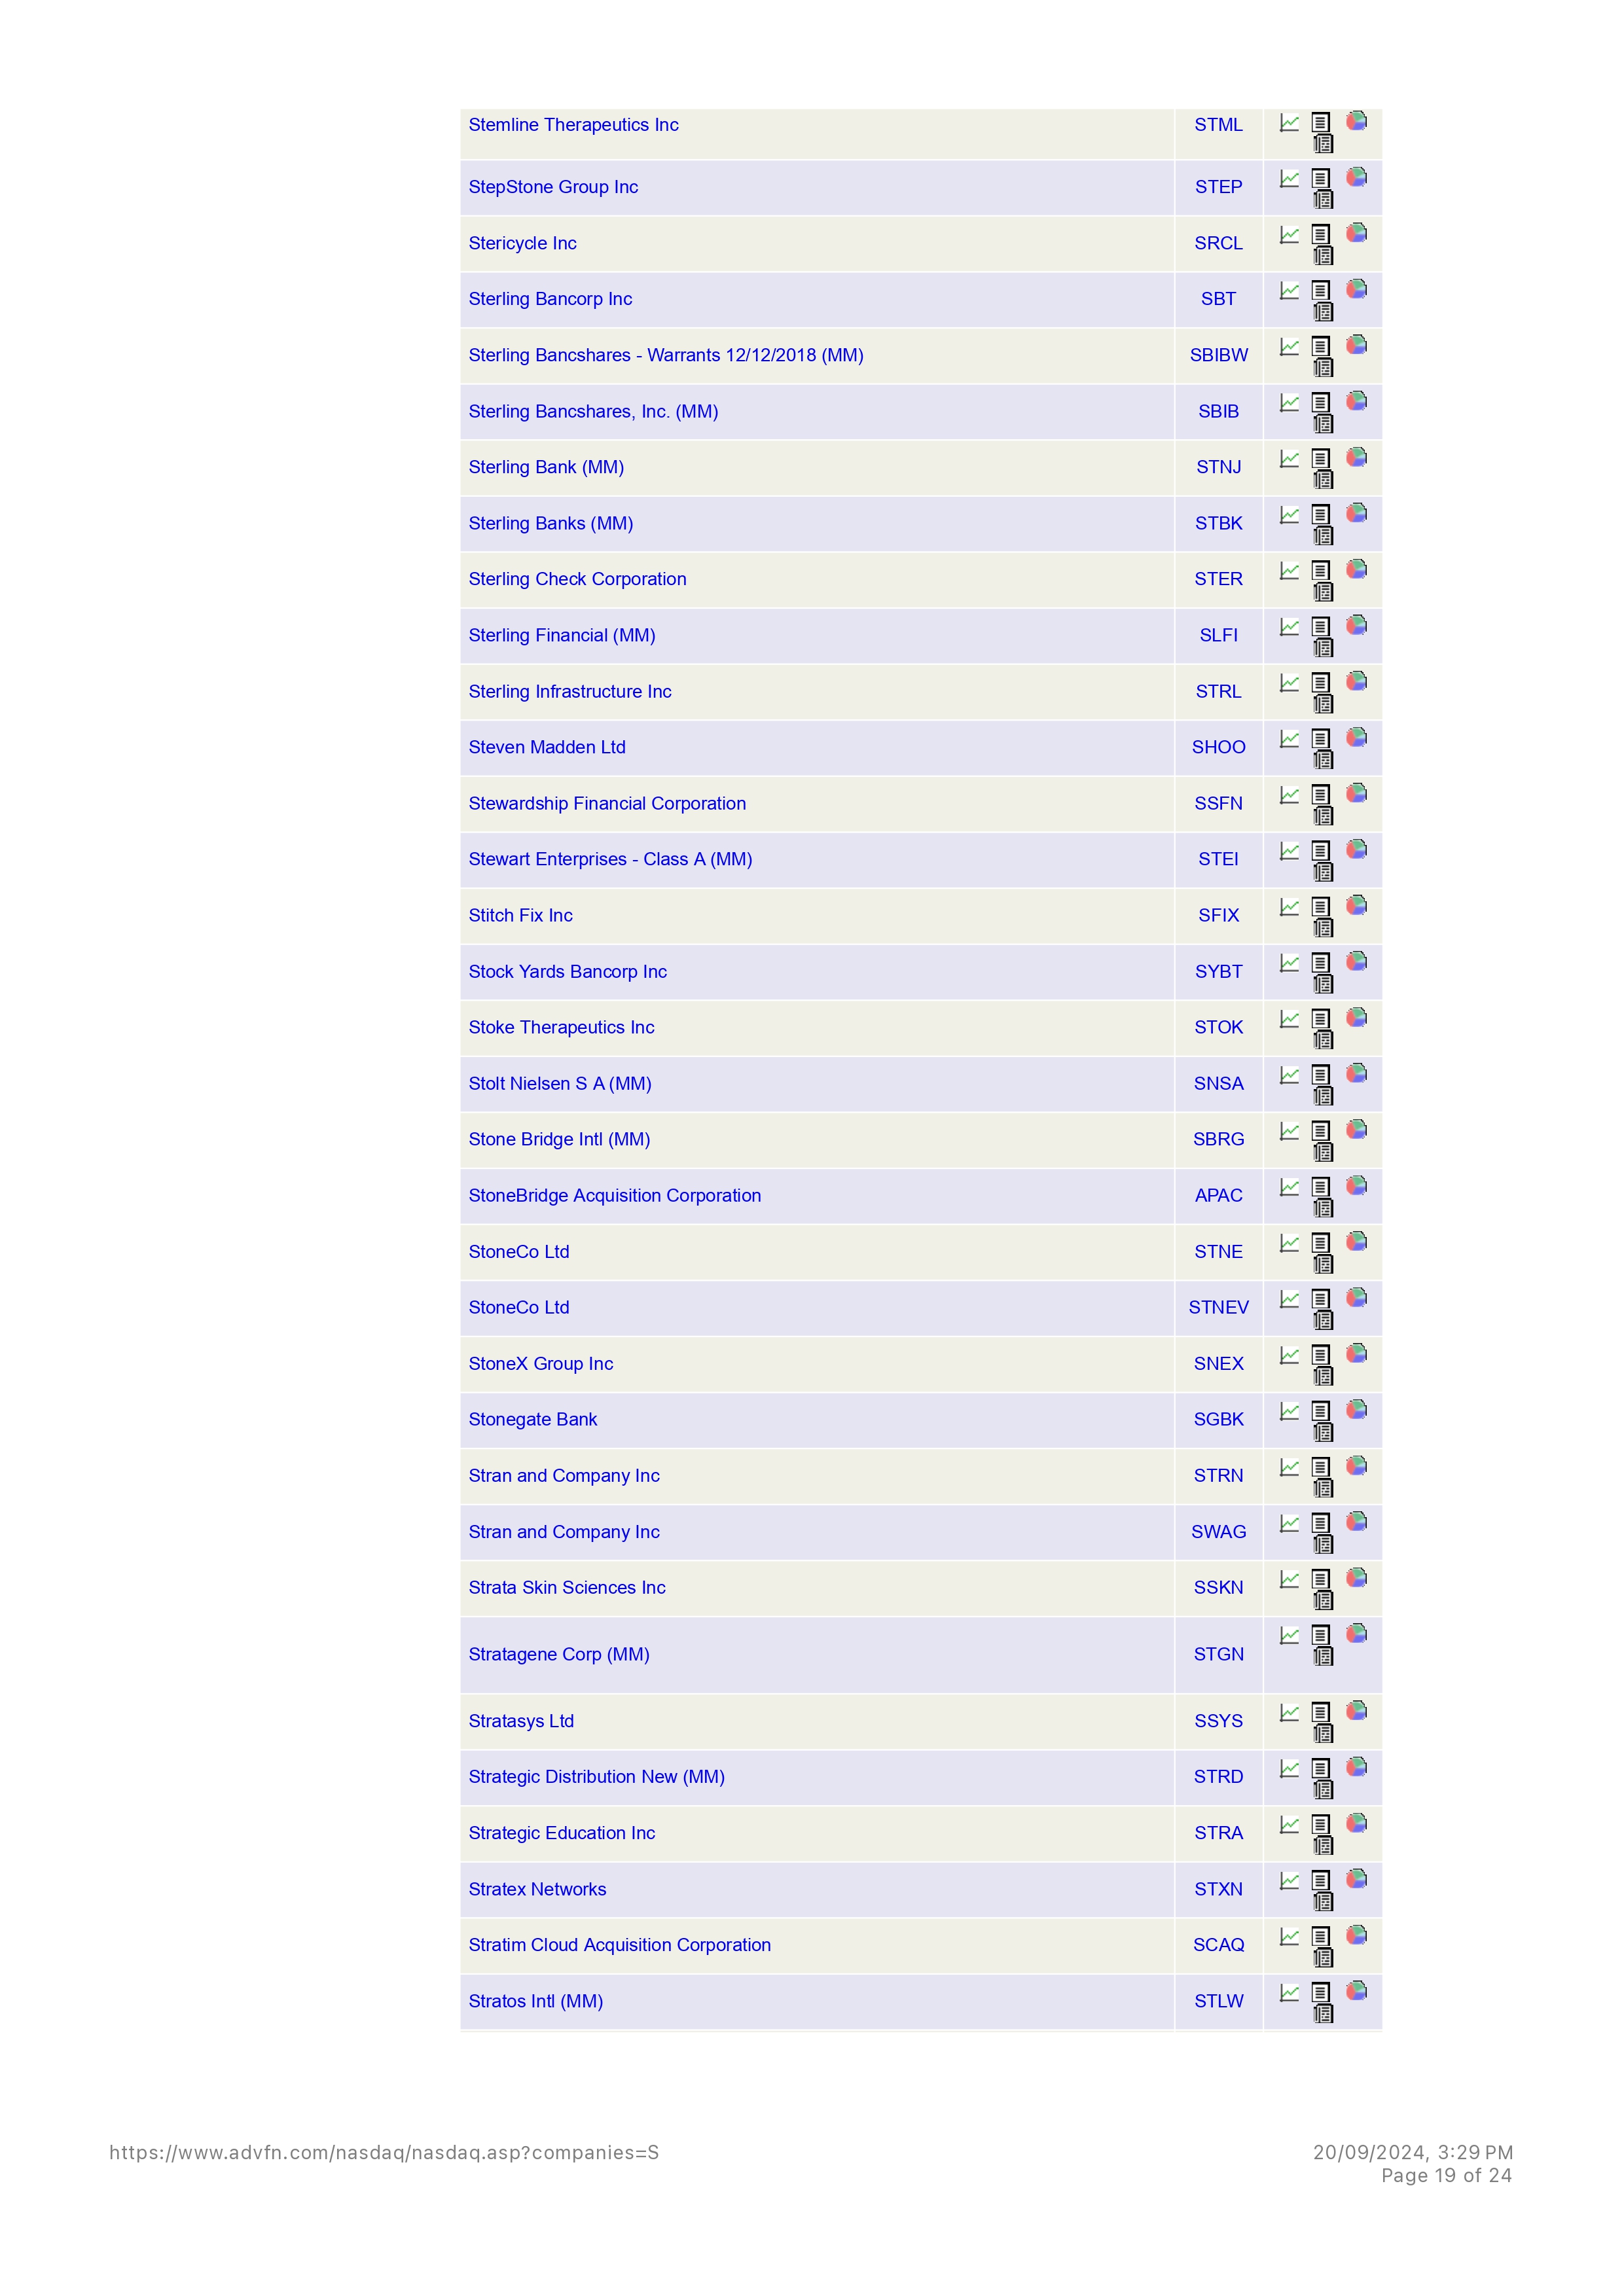 Stemline Therapeutics Inc STML
StepStone Group Inc STEP
Stericycle Inc SRCL
Sterling Bancorp Inc SBT
Sterling Bancshares - Warrants 12/12/2018 (MM) SBIBW
Sterling Bancshares, Inc. (MM) SBIB
Sterling Bank (MM) STNJ
Sterling Banks (MM) STBK
Sterling Check Corporation STER
Sterling Financial (MM) SLFI
Sterling Infrastructure Inc STRL
Steven Madden Ltd SHOO
Stewardship Financial Corporation SSFN
Stewart Enterprises - Class A (MM) STEI
Stitch Fix Inc SFIX
Stock Yards Bancorp Inc SYBT
Stoke Therapeutics Inc STOK
Stolt Nielsen S A (MM) SNSA
Stone Bridge Intl (MM) SBRG
StoneBridge Acquisition Corporation APAC
StoneCo Ltd STNE
StoneCo Ltd STNEV
StoneX Group Inc SNEX
Stonegate Bank SGBK
Stran and Company Inc STRN
Stran and Company Inc SWAG
Strata Skin Sciences Inc SSKN
Stratagene Corp (MM) STGN
Stratasys Ltd SSYS
Strategic Distribution New (MM) STRD
Strategic Education Inc STRA
Stratex Networks STXN
Stratim Cloud Acquisition Corporation SCAQ
Stratos Intl (MM) STLW
https://www.advfn.com/nasdaq/nasdaq.asp?companies=S 20/09/2024, 3:29 PM
Page 19 of 24